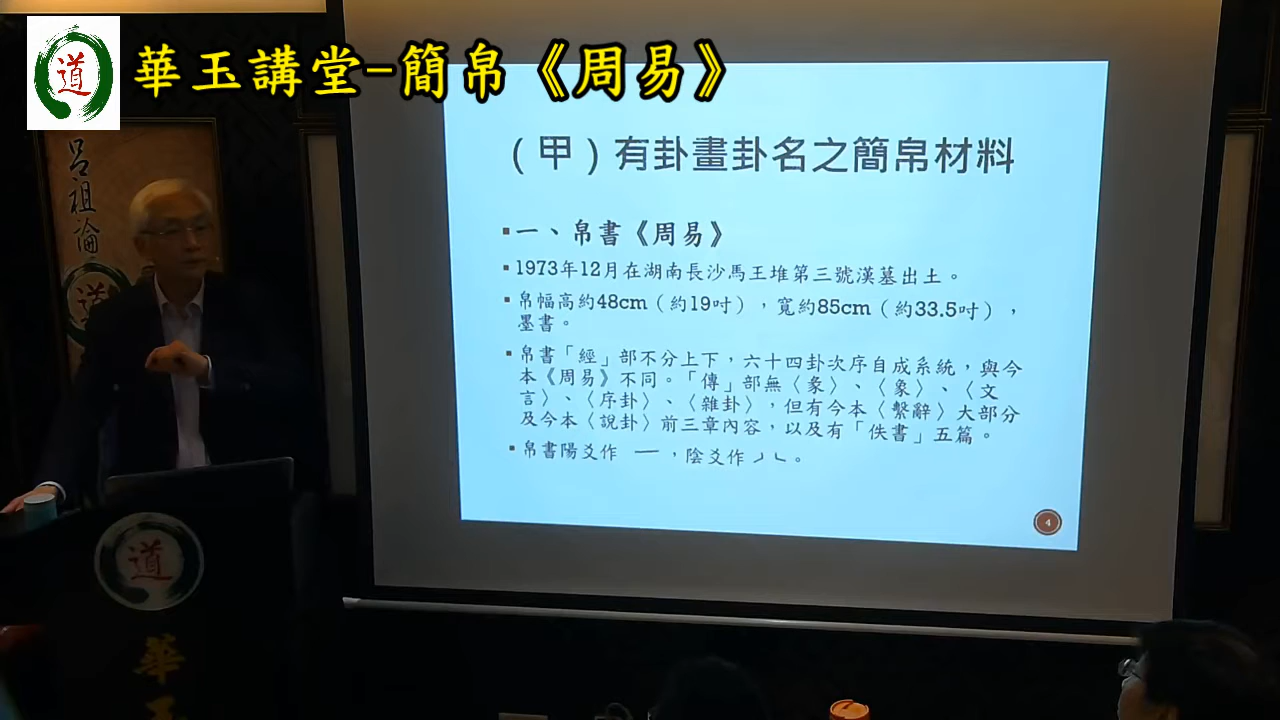 道
華玉講堂-簡帛《周易》
呂祖論
道
（甲）有卦畫卦名之簡帛材料
一、帛書《周易》
1973年12月在湖南長沙馬王堆第三號漢墓出土。
帛幅高約48cm（約19吋），寬約85cm（約33.5吋），
墨書。
帛書「經」部不分上下，六十四卦次序自成系統，與今
本《周易》不同。「傳」部無〈彖〉、〈象〉、〈文
言〉、〈序卦〉、〈雜卦〉，但有今本〈繫辭〉大部分
及今本〈說卦〉前三章內容，以及有「佚書」五篇。
帛書陽爻作 一，陰爻作ノ乚。
4
道
華
玉